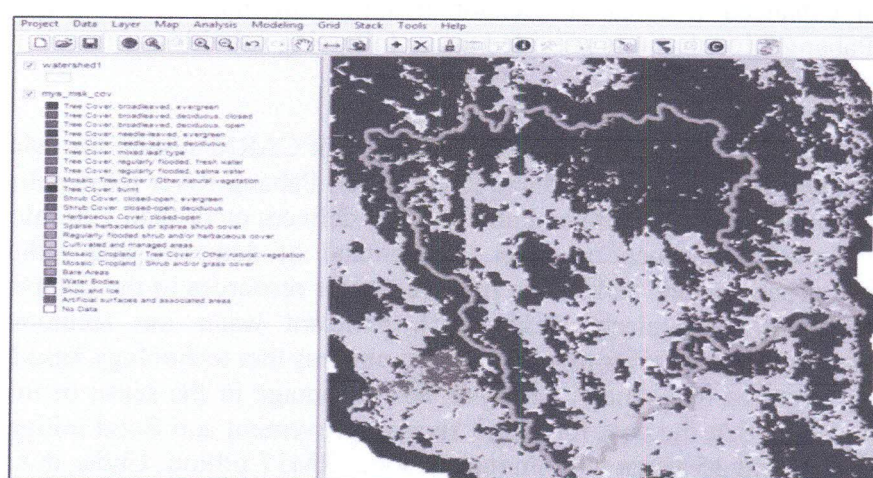 Project Data Layer Map Analysis Modeling Grid Stack Tools Help
watershed1
mys_msk_cov
Tree Cover, broadleaved, evergreen
Tree Cover, broadleaved, deciduous, closed
Tree Cover, broadleaved, deciduous, open
Tree Cover, needle-leaved, evergreen
Tree Cover, needle-leaved, deciduous
Tree Cover, mixed leaf type
Tree Cover, regularly flooded, fresh water
Tree Cover, regularly flooded, saline water
Mosaic: Tree Cover / Other natural vegetation
Tree Cover, burnt
Shrub Cover, closed-open, evergreen
Shrub Cover, closed-open, deciduous
Herbaceous Cover, closed-open
Sparse herbaceous or sparse shrub cover
Regularly flooded shrub and/or herbaceous cover
Cultivated and managed areas
Mosaic: Cropland / Tree Cover / Other natural vegetation
Mosaic: Cropland / Shrub and/or grass cover
Bare Areas
Water Bodies
Snow and Ice
Artificial surfaces and associated areas
No Data